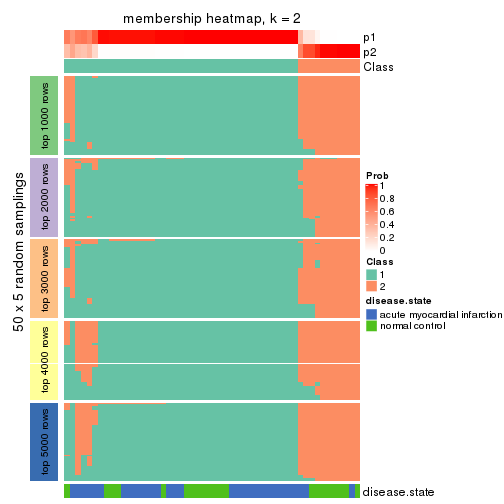 membership heatmap, k = 2
p1
p2
Class
50 x 5 random samplings
top 1000 rows
top 2000 rows
top 3000 rows
top 4000 rows
top 5000 rows
Prob
1
0.8
0.6
0.4
0.2
0
Class
1
2
disease.state
acute myocardial infarction
normal control
disease.state